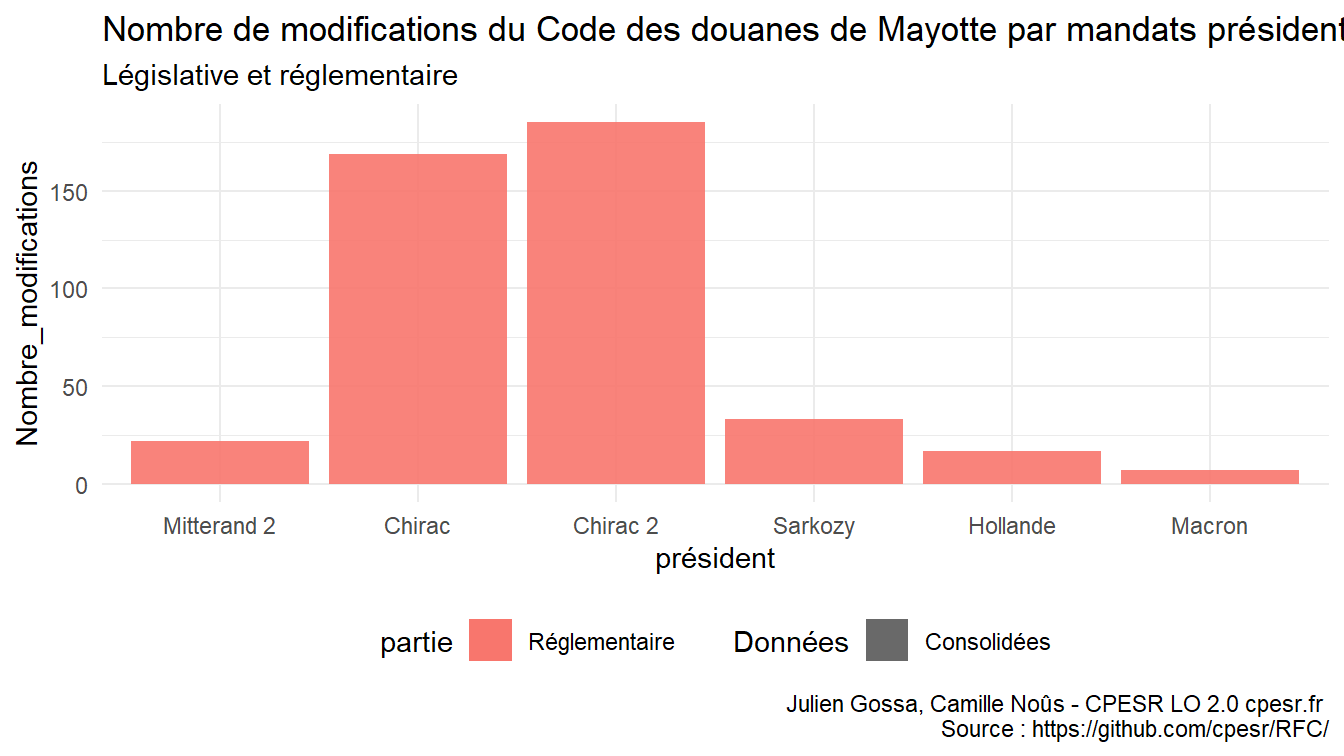 Nombre de modifications du Code des douanes de Mayotte par mandats président
Législative et réglementaire
Nombre_modifications
150
100
50
0
Mitterand 2 Chirac Chirac 2 Sarkozy Hollande Macron
président
partie Réglementaire Données Consolidées
Julien Gossa, Camille Noûs - CPESR LO 2.0 cpesr.fr
Source : https://github.com/cpesr/RFC/